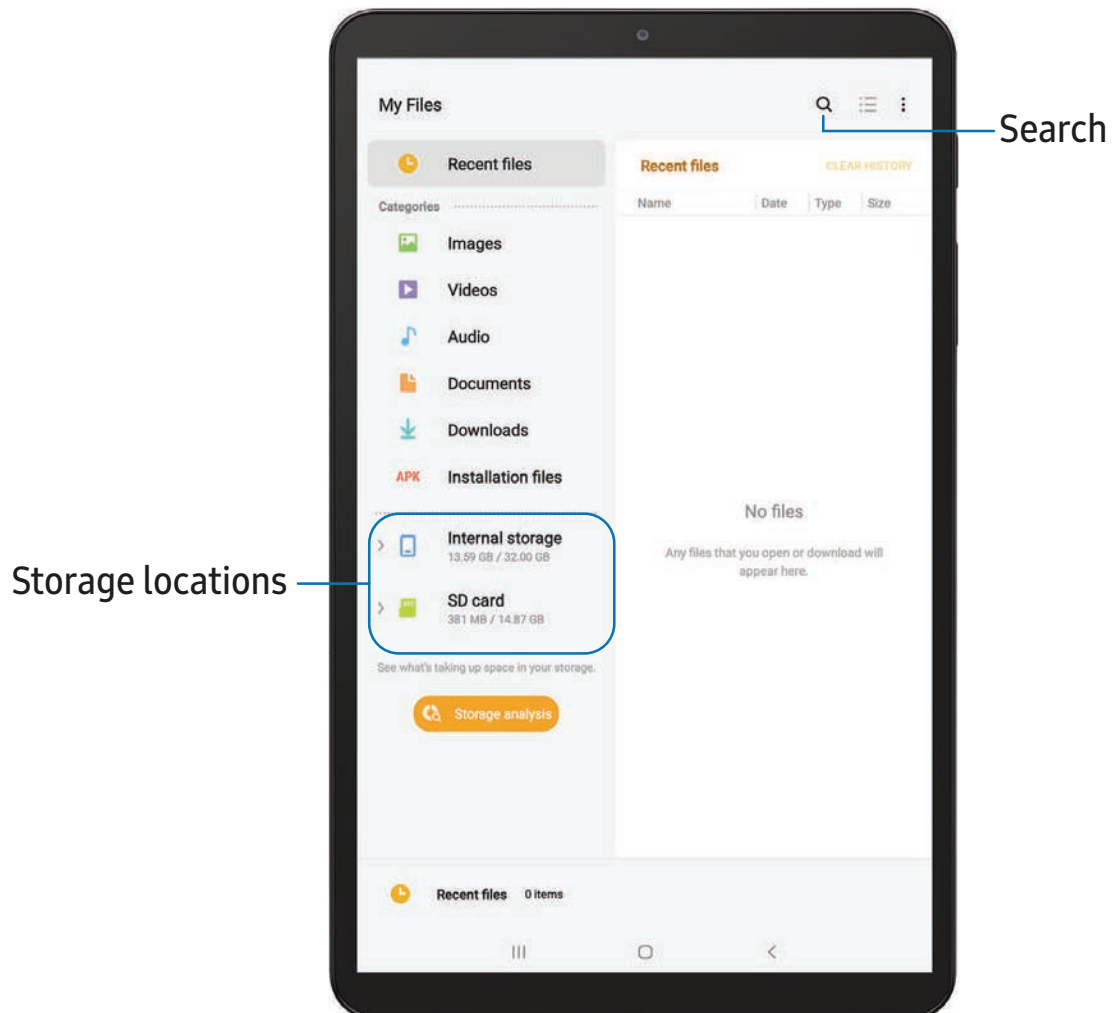 My Files
Search
Recent files
Categories
Images
Videos
Audio
Documents
Downloads
APK Installation files
Recent files CLEAR HISTORY
Name Date Type Size
No files
Any files that you open or download will
appear here.
Storage locations
Internal storage
13.59 GB / 32.00 GB
SD card
381 MB / 14.87 GB
See what's taking up space in your storage.
Storage analysis
Recent files 0 items